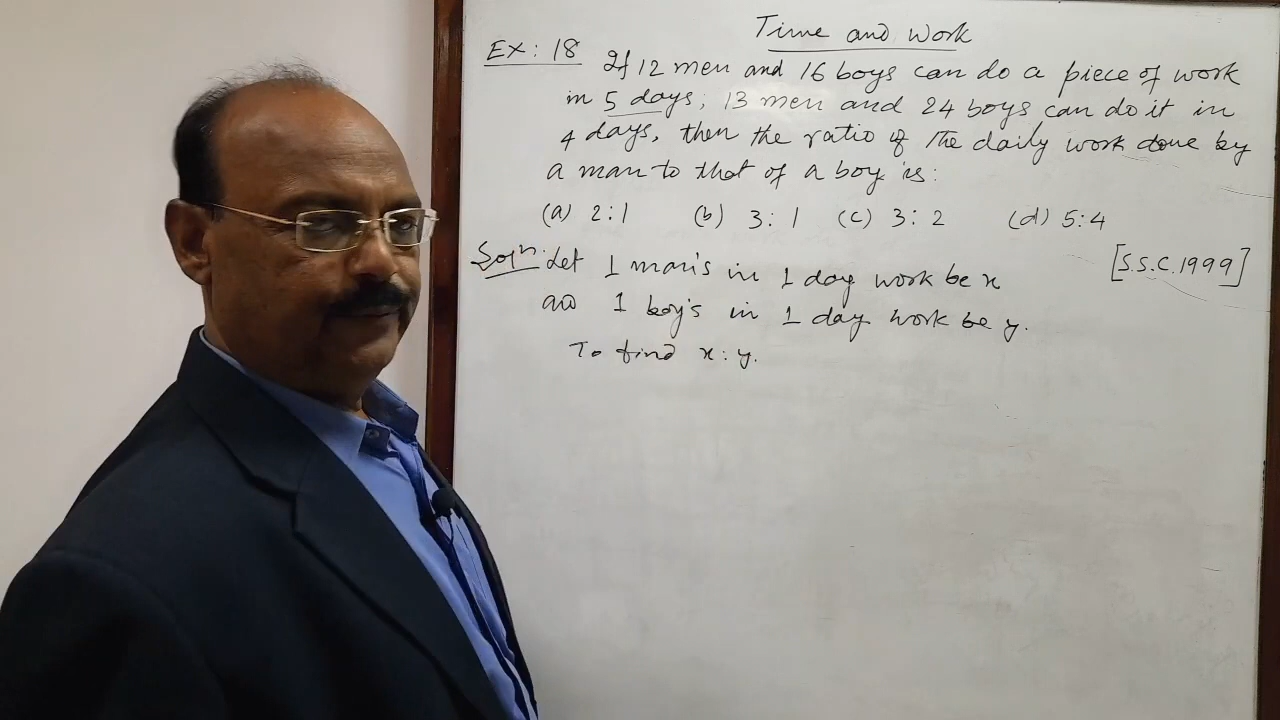 Time and Work
Ex: 18 If 12 men and 16 boys can do a piece of work
in 5 days; 13 men and 24 boys can do it in
4 days, then the ratio of the daily work done by
a man to that of a boy is:
(a) 2:1 (b) 3:1 (c) 3:2 (d) 5:4
[S.S.C. 1999]
Solⁿ: Let 1 man's in 1 day work be x
and 1 boy's in 1 day work be y.
To find x:y.